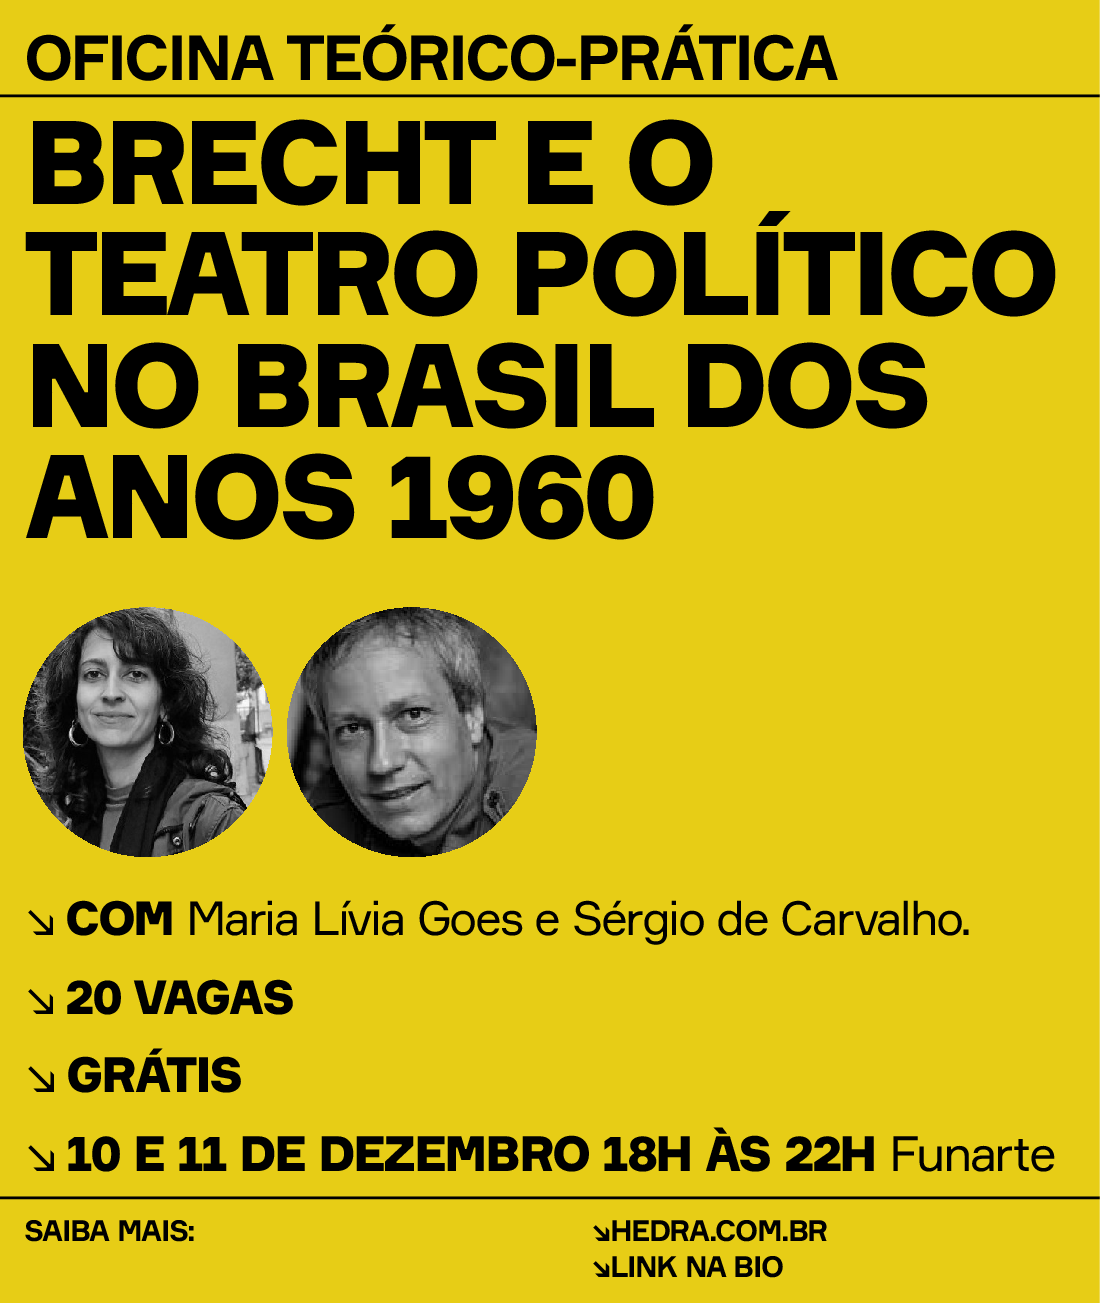 OFICINA TEÓRICO-PRÁTICA
BRECHT E O
TEATRO POLÍTICO
NO BRASIL DOS
ANOS 1960
↘ COM Maria Lívia Goes e Sérgio de Carvalho.
↘ 20 VAGAS
↘ GRÁTIS
↘ 10 E 11 DE DEZEMBRO 18H ÀS 22H Funarte
SAIBA MAIS:
↘HEDRA.COM.BR
↘LINK NA BIO